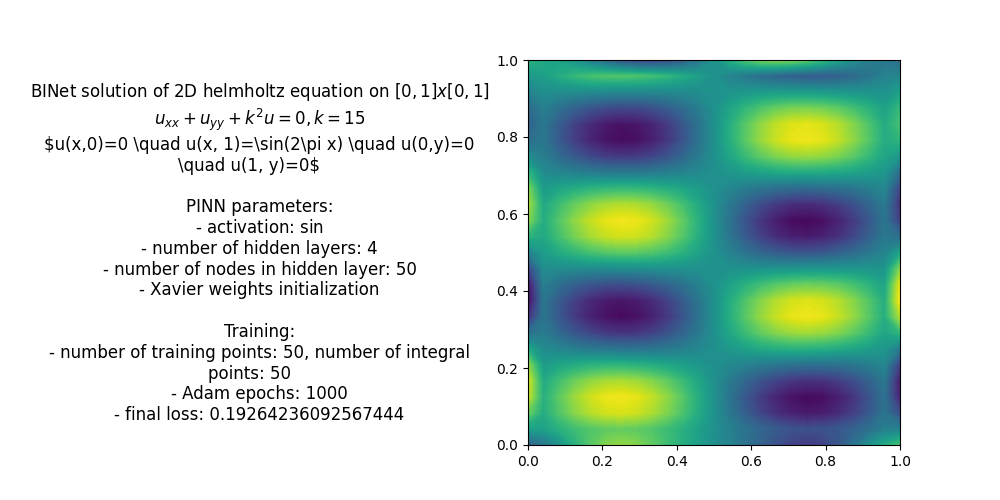 BINet solution of 2D helmholtz equation on [0, 1]x[0, 1]
u_{xx} + u_{yy} + k^2u = 0, k = 15
$u(x,0)=0 \quad u(x, 1)=\sin(2\pi x) \quad u(0,y)=0
\quad u(1, y)=0$
PINN parameters:
- activation: sin
- number of hidden layers: 4
- number of nodes in hidden layer: 50
- Xavier weights initialization
Training:
- number of training points: 50, number of integral
points: 50
- Adam epochs: 1000
- final loss: 0.19264236092567444
1.0
0.8
0.6
0.4
0.2
0.0
0.0 0.2 0.4 0.6 0.8 1.0